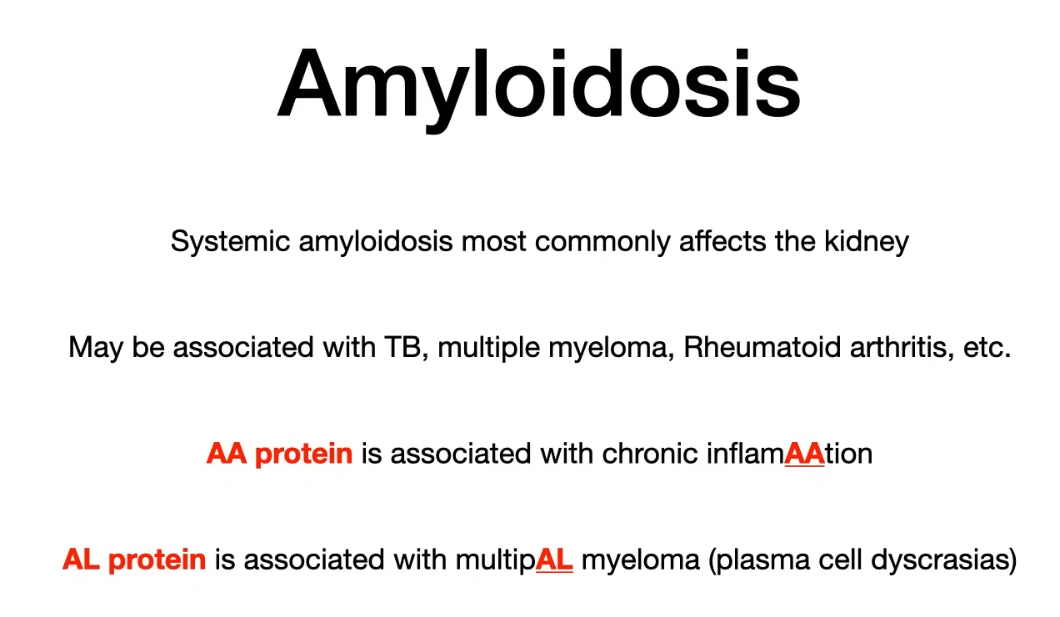 Amyloidosis
Systemic amyloidosis most commonly affects the kidney
May be associated with TB, multiple myeloma, Rheumatoid arthritis, etc.
AA protein is associated with chronic inflamAAtion
AL protein is associated with multipAL myeloma (plasma cell dyscrasias)